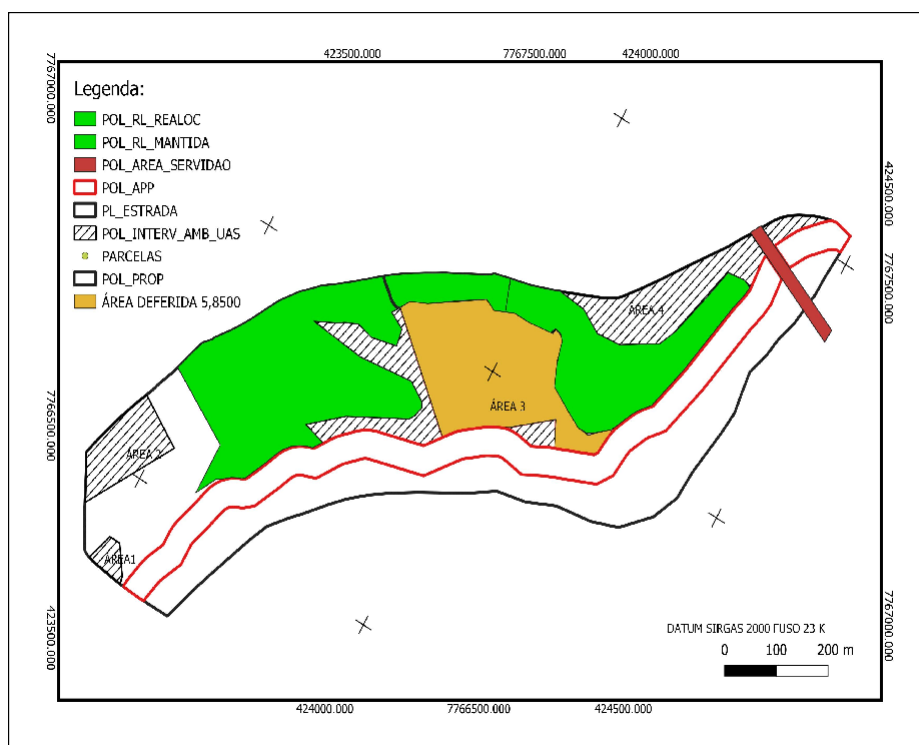 423500.000 7767500.000 424000.000
7767000.000
Legenda:
POL_RL_REALOC
POL_RL_MANTIDA
POL_AREA_SERVIDAO
POL_APP
PL_ESTRADA
POL_INTERV_AMB_UAS
PARCELAS
POL_PROP
ÁREA DEFERIDA 5,8500
424500.000
7767500.000
ÁREA 4
ÁREA 3
7766500.000
ÁREA 2
ÁREA1
423500.000
7767000.000
DATUM SIRGAS 2000 FUSO 23 K
0 100 200 m
424000.000 7766500.000 424500.000